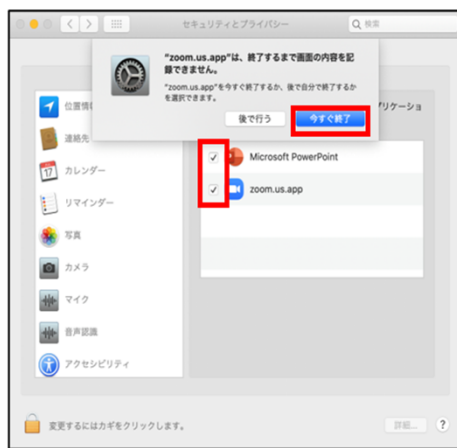 セキュリティとプライバシー
検索
"zoom.us.app"は、終了するまで画面の内容を記
録できません。
"zoom.us.app"を今すぐ終了するか、後で自分で終了するか
を選択できます。
後で行う
今すぐ終了
位置情
プリケーショ
連絡先
カレンダー
リマインダー
写真
カメラ
マイク
音声認識
アクセシビリティ
Microsoft PowerPoint
zoom.us.app
変更するにはカギをクリックします。
詳細...
?